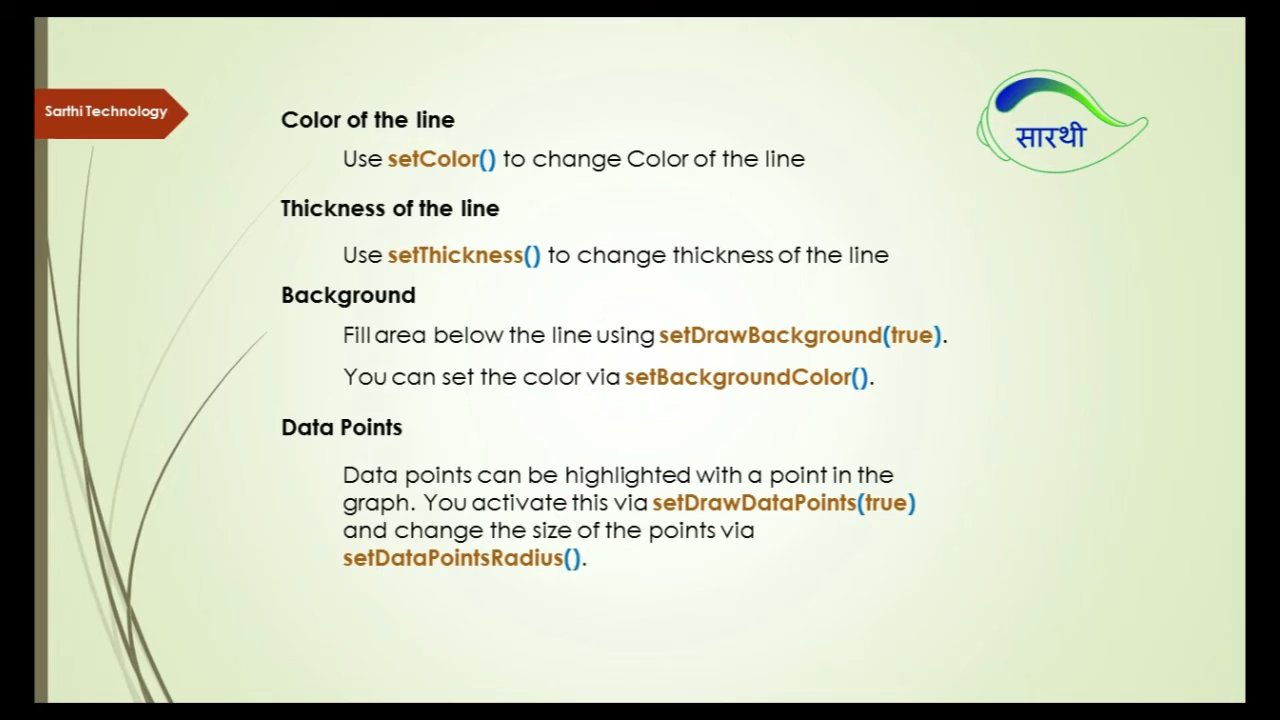 Sarthi Technology
सारथी
Color of the line
Use setColor() to change Color of the line
Thickness of the line
Use setThickness() to change thickness of the line
Background
Fill area below the line using setDrawBackground(true).
You can set the color via setBackgroundColor().
Data Points
Data points can be highlighted with a point in the
graph. You activate this via setDrawDataPoints(true)
and change the size of the points via
setDataPointsRadius().